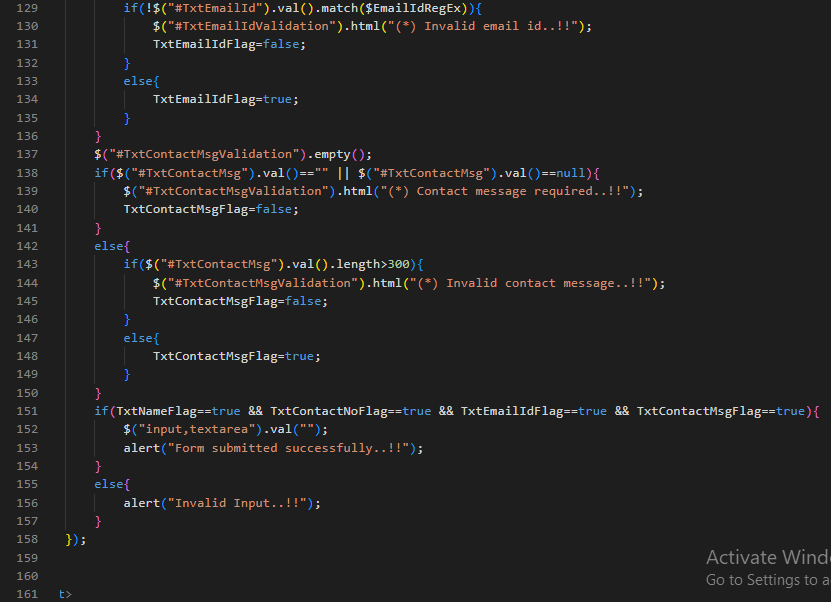 129 if(!$("#TxtEmailId").val().match($EmailIdRegEx)){
130 $("#TxtEmailIdValidation").html("(*) Invalid email id..!!");
131 TxtEmailIdFlag=false;
132 }
133 else{
134 TxtEmailIdFlag=true;
135 }
136 }
137 $("#TxtContactMsgValidation").empty();
138 if($("#TxtContactMsg").val()=="" || $("#TxtContactMsg").val()==null){
139 $("#TxtContactMsgValidation").html("(*) Contact message required..!!");
140 TxtContactMsgFlag=false;
141 }
142 else{
143 if($("#TxtContactMsg").val().length>300){
144 $("#TxtContactMsgValidation").html("(*) Invalid contact message..!!");
145 TxtContactMsgFlag=false;
146 }
147 else{
148 TxtContactMsgFlag=true;
149 }
150 }
151 if(TxtNameFlag==true && TxtContactNoFlag==true && TxtEmailIdFlag==true && TxtContactMsgFlag==true){
152 $("input,textarea").val("");
153 alert("Form submitted successfully..!!");
154 }
155 else{
156 alert("Invalid Input..!!");
157 }
158 });
159
160
161 t>
Activate Wind
Go to Settings to a